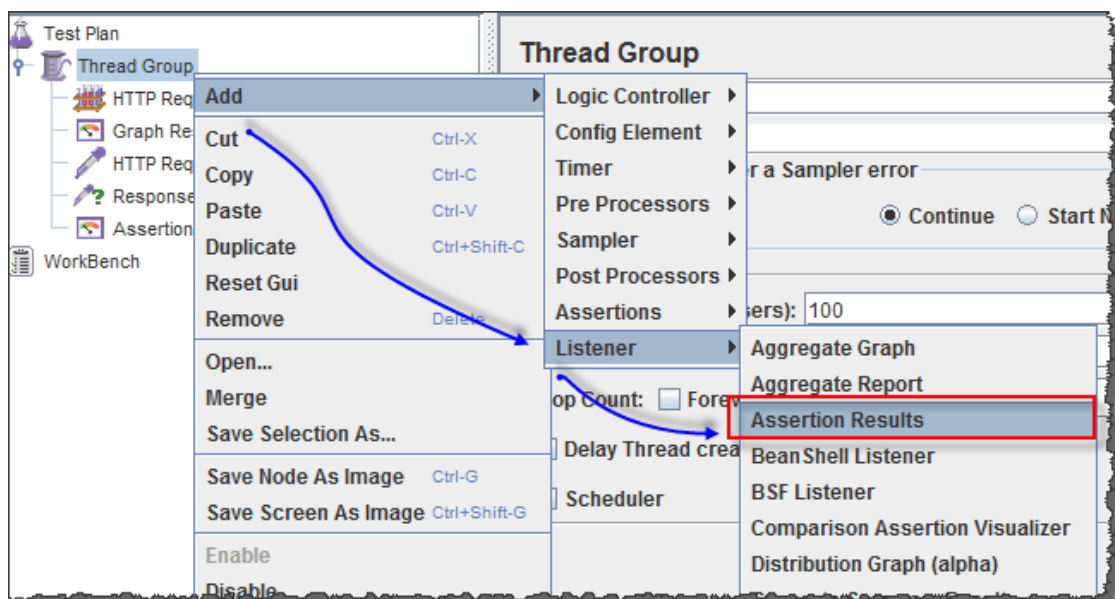 Test Plan
Thread Group
HTTP Req
Graph Re
HTTP Req
Response
Assertion
WorkBench
Add
Cut Ctrl-X
Copy Ctrl-C
Paste Ctrl-V
Duplicate Ctrl+Shift-C
Reset Gui
Remove Delete
Open...
Merge
Save Selection As...
Save Node As Image Ctrl-G
Save Screen As Image Ctrl+Shift-G
Enable
Disable
Thread Group
Logic Controller
Config Element
Timer
Pre Processors
Sampler
Post Processors
Assertions
Listener
r a Sampler error
Continue Start N
sers): 100
op Count: Forev
Delay Thread crea
Scheduler
Aggregate Graph
Aggregate Report
Assertion Results
BeanShell Listener
BSF Listener
Comparison Assertion Visualizer
Distribution Graph (alpha)